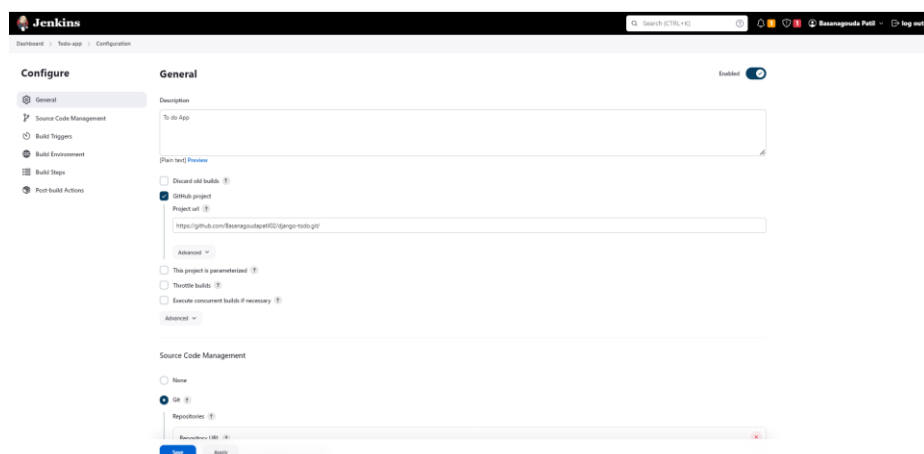 Jenkins
Search (CTRL+K)
1
1
Basanagouda Patil
log out
Dashboard > Todo-app > Configuration
Configure
General
Source Code Management
Build Triggers
Build Environment
Build Steps
Post-build Actions
General
Enabled
Description
To do App
[Plain text] Preview
Discard old builds ?
GitHub project
Project url ?
https://github.com/Basanagoudapatil02/django-todo.git/
Advanced
This project is parameterized ?
Throttle builds ?
Execute concurrent builds if necessary ?
Advanced
Source Code Management
None
Git ?
Repositories ?
Repository URL ?
Save
Apply